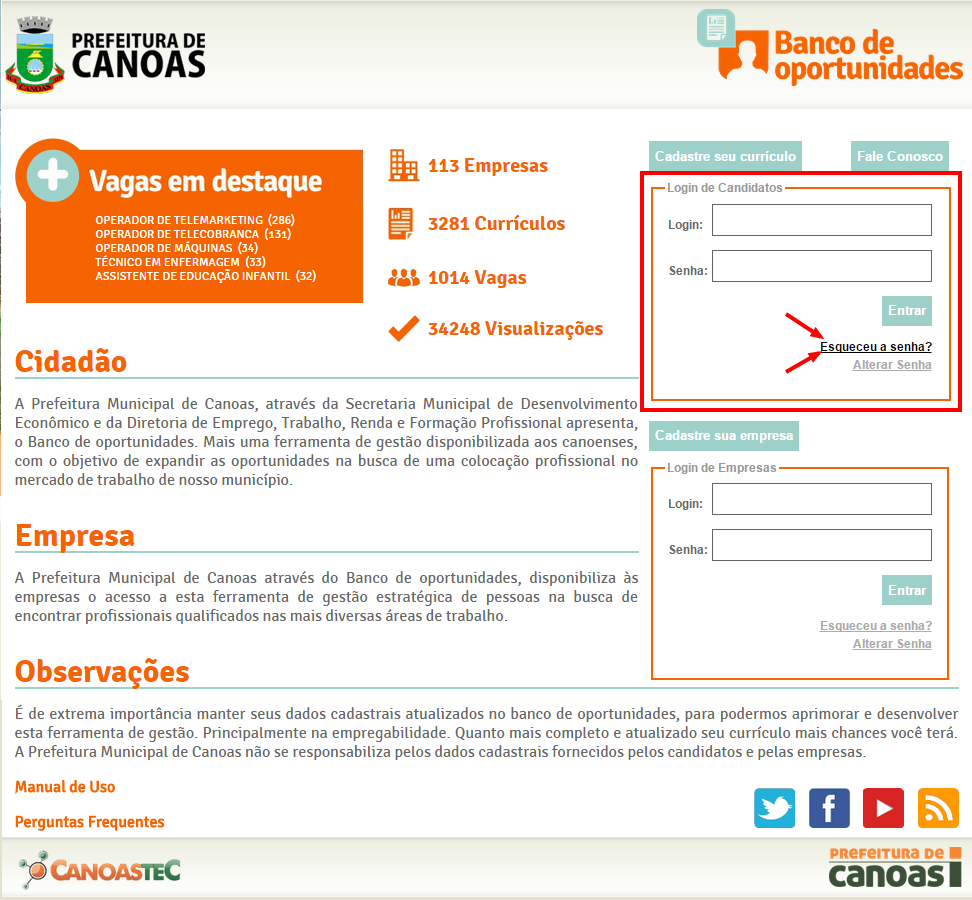 PREFEITURA DE
CANOAS
Banco de
oportunidades
Vagas em destaque
OPERADOR DE TELEMARKETING (286)
OPERADOR DE TELECOBRANCA (131)
OPERADOR DE MÁQUINAS (34)
TÉCNICO EM ENFERMAGEM (33)
ASSISTENTE DE EDUCAÇÃO INFANTIL (32)
113 Empresas
3281 Currículos
1014 Vagas
34248 Visualizações
Cadastre seu currículo
Fale Conosco
Login de Candidatos
Login:
Senha:
Entrar
Esqueceu a senha?
Alterar Senha
Cidadão
A Prefeitura Municipal de Canoas, através da Secretaria Municipal de Desenvolvimento
Econômico e da Diretoria de Emprego, Trabalho, Renda e Formação Profissional apresenta,
o Banco de oportunidades. Mais uma ferramenta de gestão disponibilizada aos canoenses,
com o objetivo de expandir as oportunidades na busca de uma colocação profissional no
mercado de trabalho de nosso município.
Cadastre sua empresa
Login de Empresas
Login:
Senha:
Entrar
Esqueceu a senha?
Alterar Senha
Empresa
A Prefeitura Municipal de Canoas através do Banco de oportunidades, disponibiliza às
empresas o acesso a esta ferramenta de gestão estratégica de pessoas na busca de
encontrar profissionais qualificados nas mais diversas áreas de trabalho.
Observações
É de extrema importância manter seus dados cadastrais atualizados no banco de oportunidades, para podermos aprimorar e desenvolver
esta ferramenta de gestão. Principalmente na empregabilidade. Quanto mais completo e atualizado seu currículo mais chances você terá.
A Prefeitura Municipal de Canoas não se responsabiliza pelos dados cadastrais fornecidos pelos candidatos e pelas empresas.
Manual de Uso
Perguntas Frequentes
CANOASTEC
PREFEITURA DE
canoas